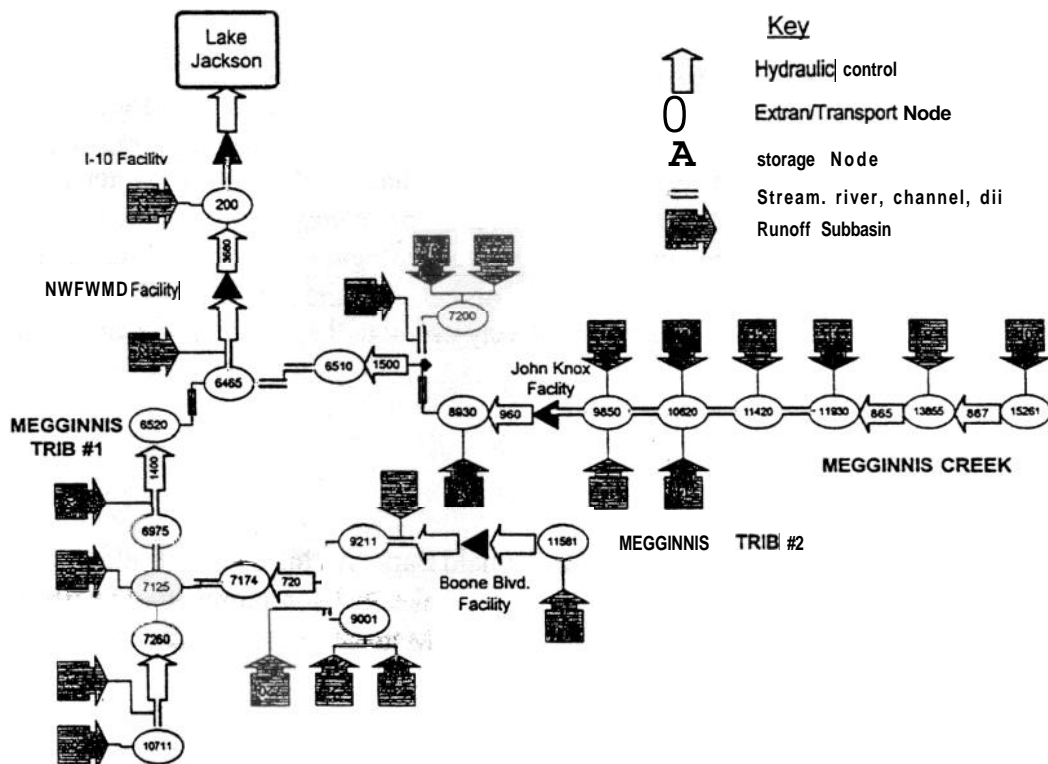 Lake
Jackson
Key
Hydraulic control
O Extran/Transport Node
A storage Node
Stream. river, channel, dii
Runoff Subbasin
I-10 Facility
200
3680
NWFWMD Facility
7200
6465
6510
1500
John Knox
Faclity
8930
960
9850
10620
11420
11930
865
13855
867
15261
MEGGINNIS
TRIB #1
6520
1400
MEGGINNIS CREEK
6975
9211
11581
MEGGINNIS TRIB #2
Boone Blvd.
Facility
7125
7174
720
9001
7260
10711